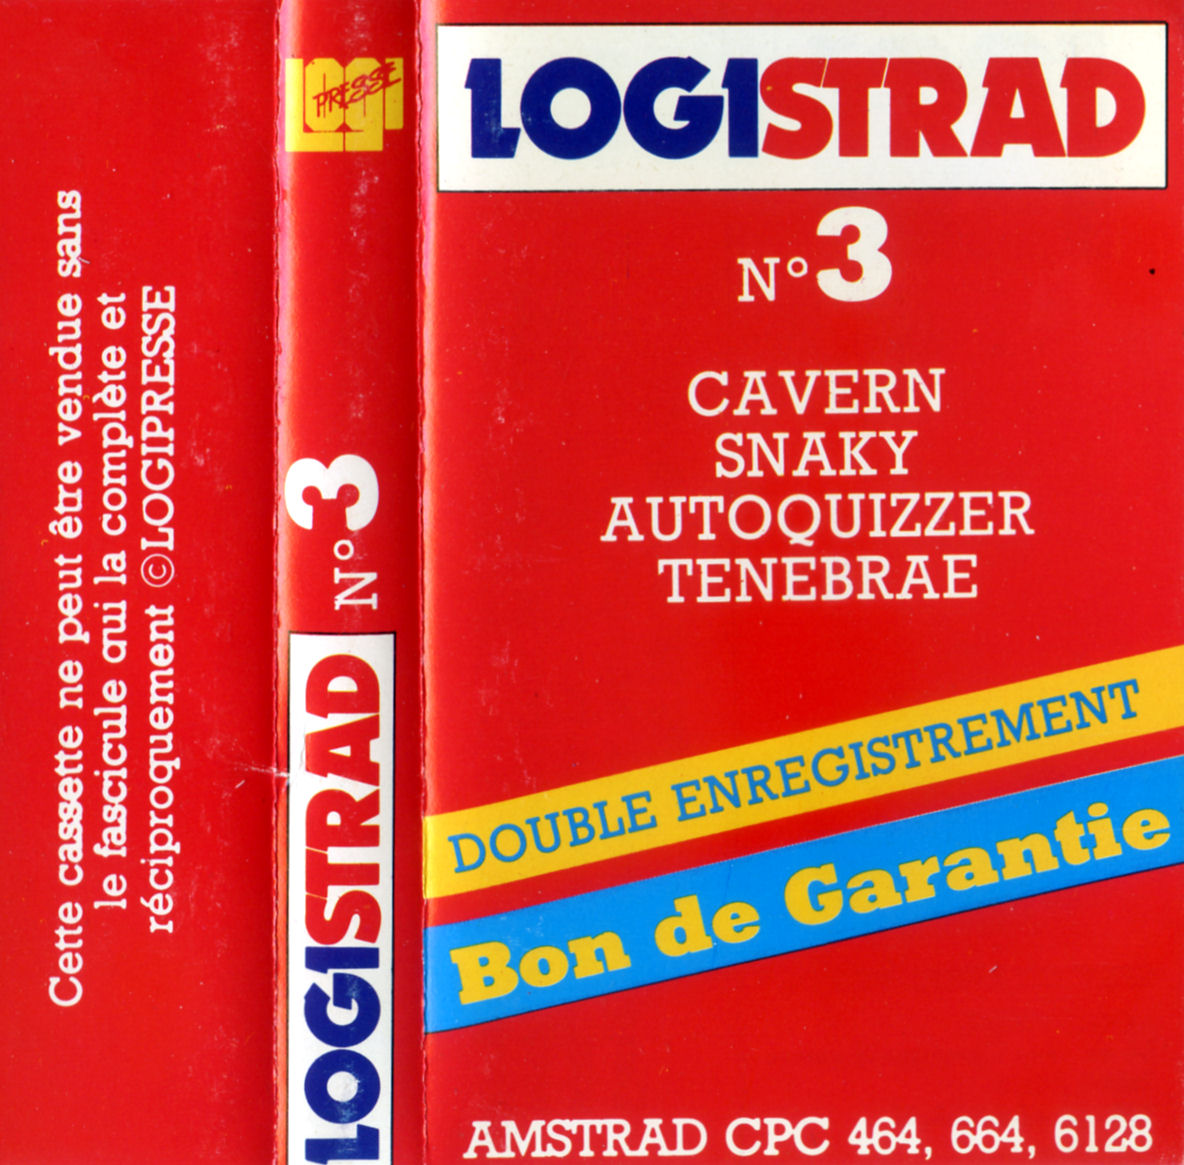 Cette cassette ne peut être vendue sans
le fascicule qui la complète et
réciproquement ©LOGIPRESSE
LOGI
PRESSE
N° 3
LOGISTRAD
LOGISTRAD
N° 3
CAVERN
SNAKY
AUTOQUIZZER
TENEBRAE
DOUBLE ENREGISTREMENT
Bon de Garantie
AMSTRAD CPC 464, 664, 6128